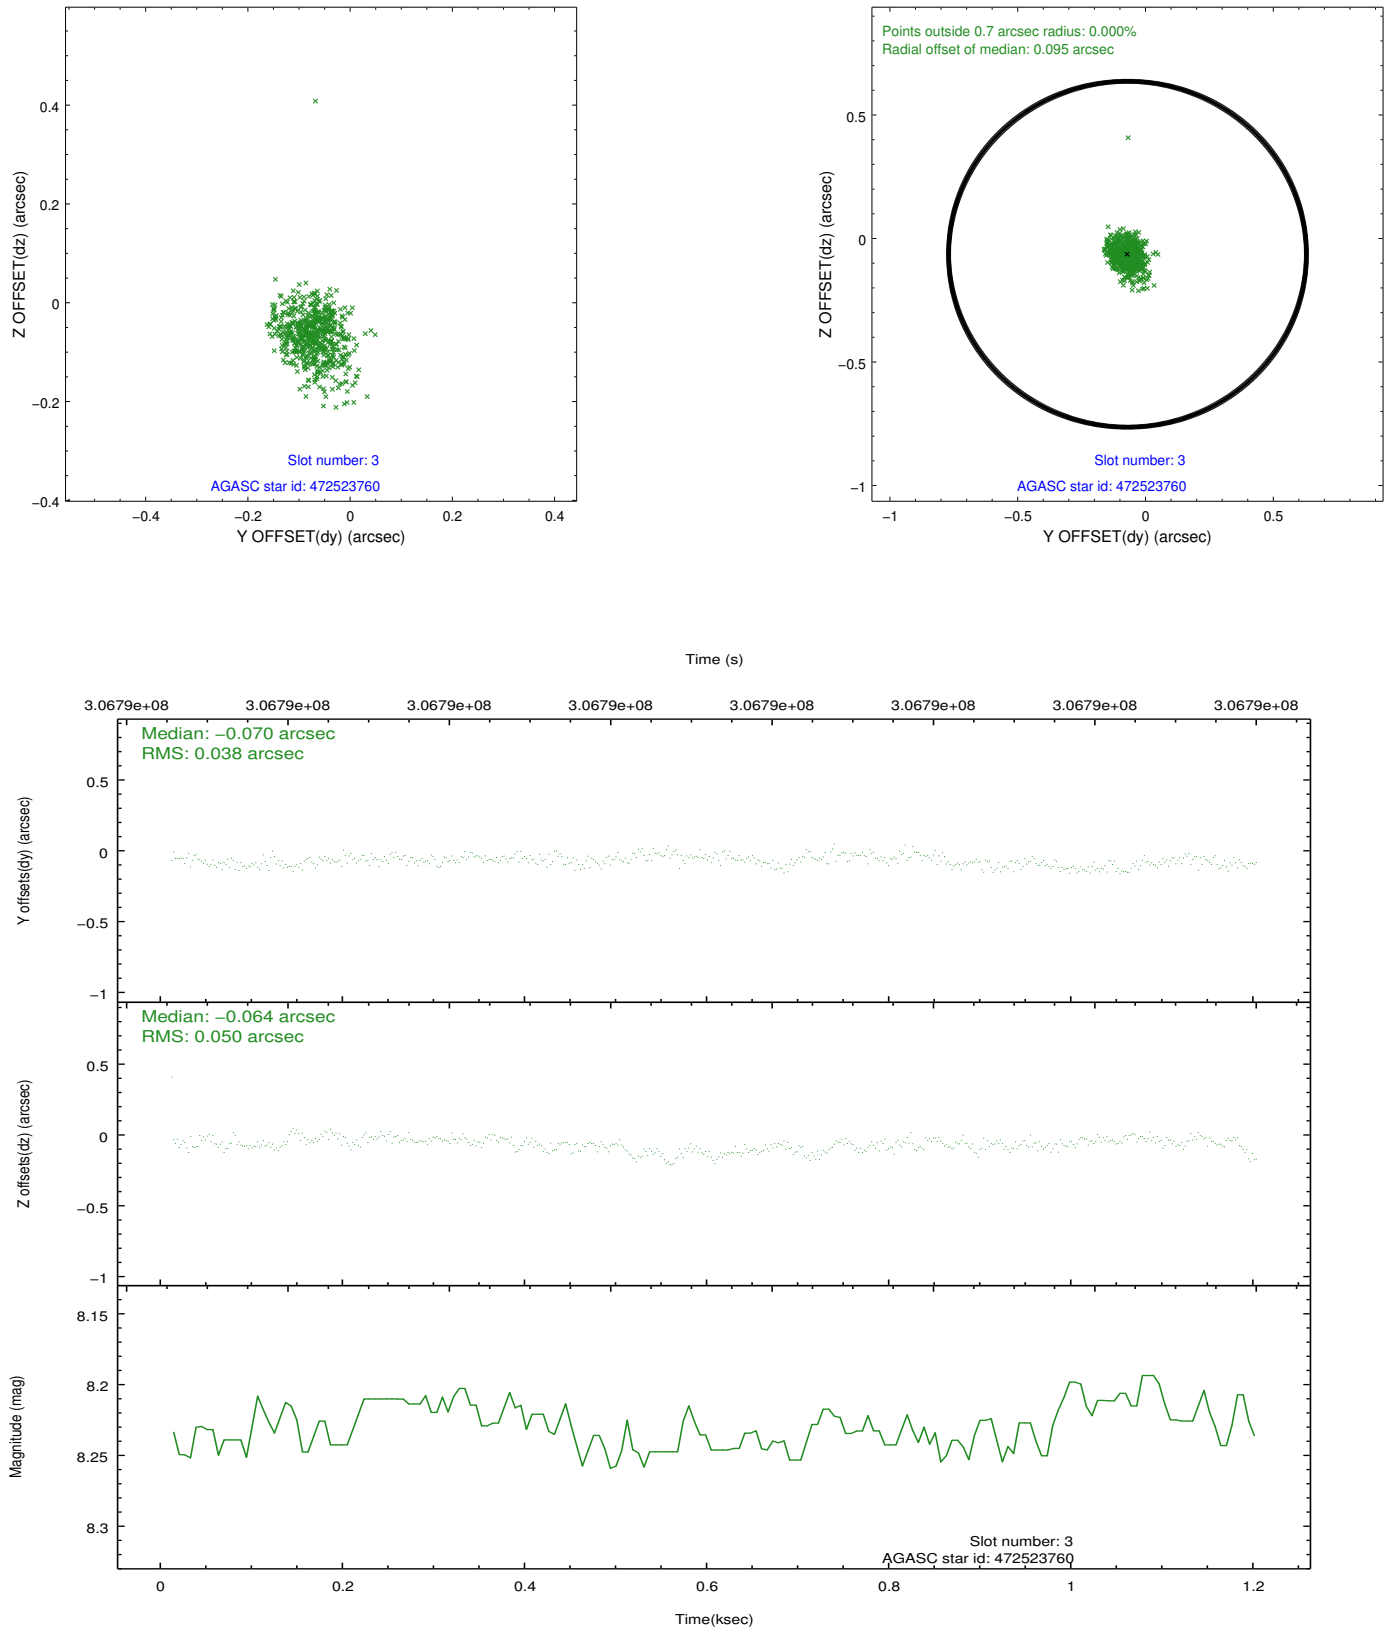 0.4
0.2
0
−0.2
−0.4
Z OFFSET(dz) (arcsec)
−0.4
−0.2
0
0.2
0.4
Y OFFSET(dy) (arcsec)
Slot number: 3
AGASC star id: 472523760
Points outside 0.7 arcsec radius: 0.000%
Radial offset of median: 0.095 arcsec
0.5
0
−0.5
−1
Z OFFSET(dz) (arcsec)
−1
−0.5
0
0.5
Y OFFSET(dy) (arcsec)
Slot number: 3
AGASC star id: 472523760
Time (s)
3.0679e+08 3.0679e+08 3.0679e+08 3.0679e+08 3.0679e+08 3.0679e+08 3.0679e+08 3.0679e+08
Median: −0.070 arcsec
RMS: 0.038 arcsec
0.5
0
−0.5
−1
Y offsets(dy) (arcsec)
Median: −0.064 arcsec
RMS: 0.050 arcsec
0.5
0
−0.5
−1
Z offsets(dz) (arcsec)
8.15
8.2
8.25
8.3
Magnitude (mag)
Slot number: 3
AGASC star id: 472523760
0 0.2 0.4 0.6 0.8 1 1.2
Time(ksec)